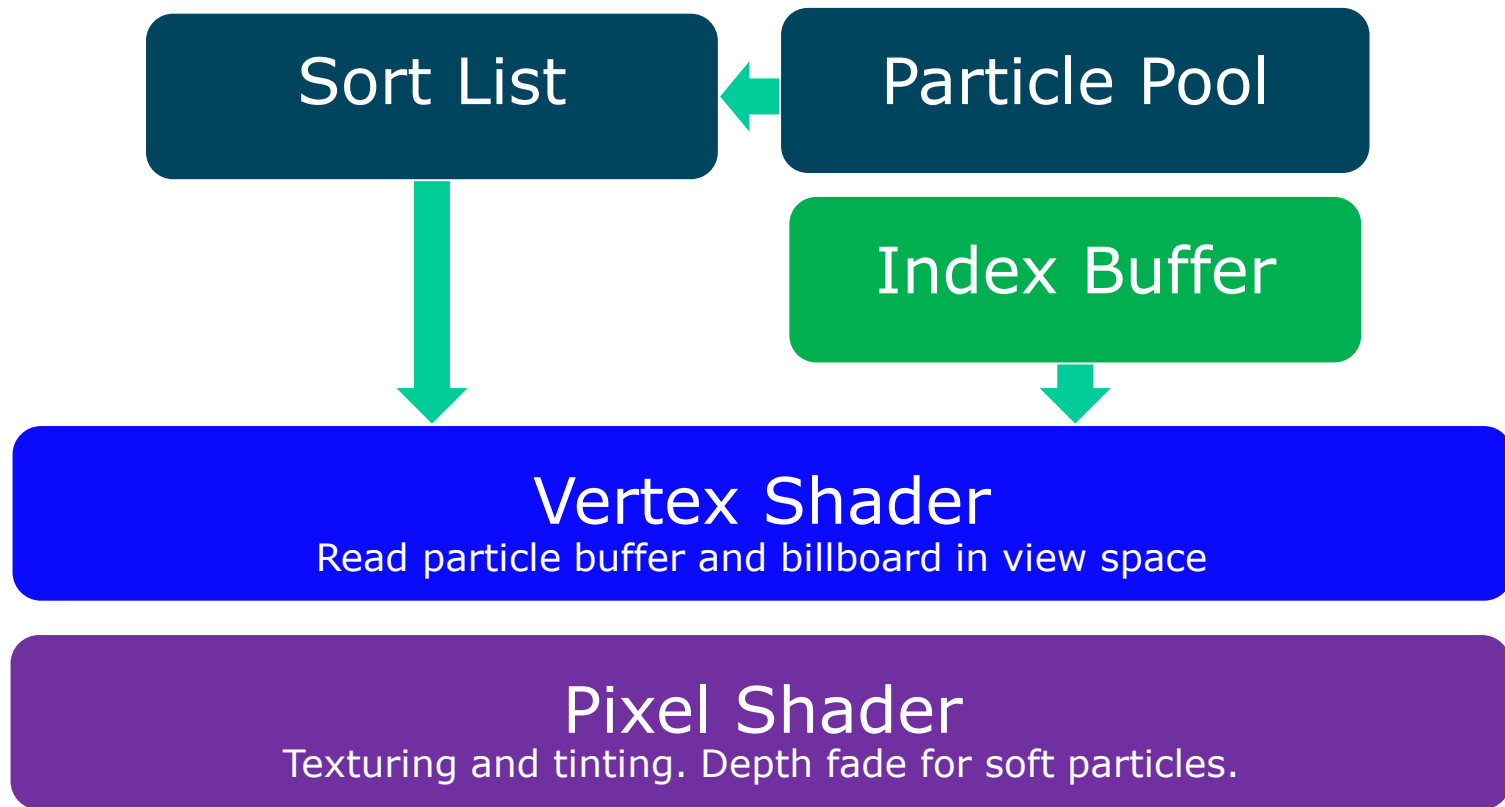 Sort List
Particle Pool
Index Buffer
Vertex Shader
Read particle buffer and billboard in view space
Pixel Shader
Texturing and tinting. Depth fade for soft particles.